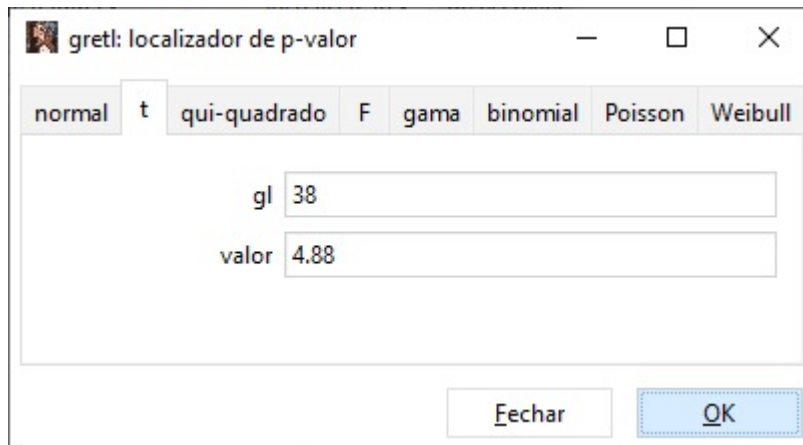 gretl: localizador de p-valor
normal t qui-quadrado F gama binomial Poisson Weibull
gl 38
valor 4.88
Fechar OK